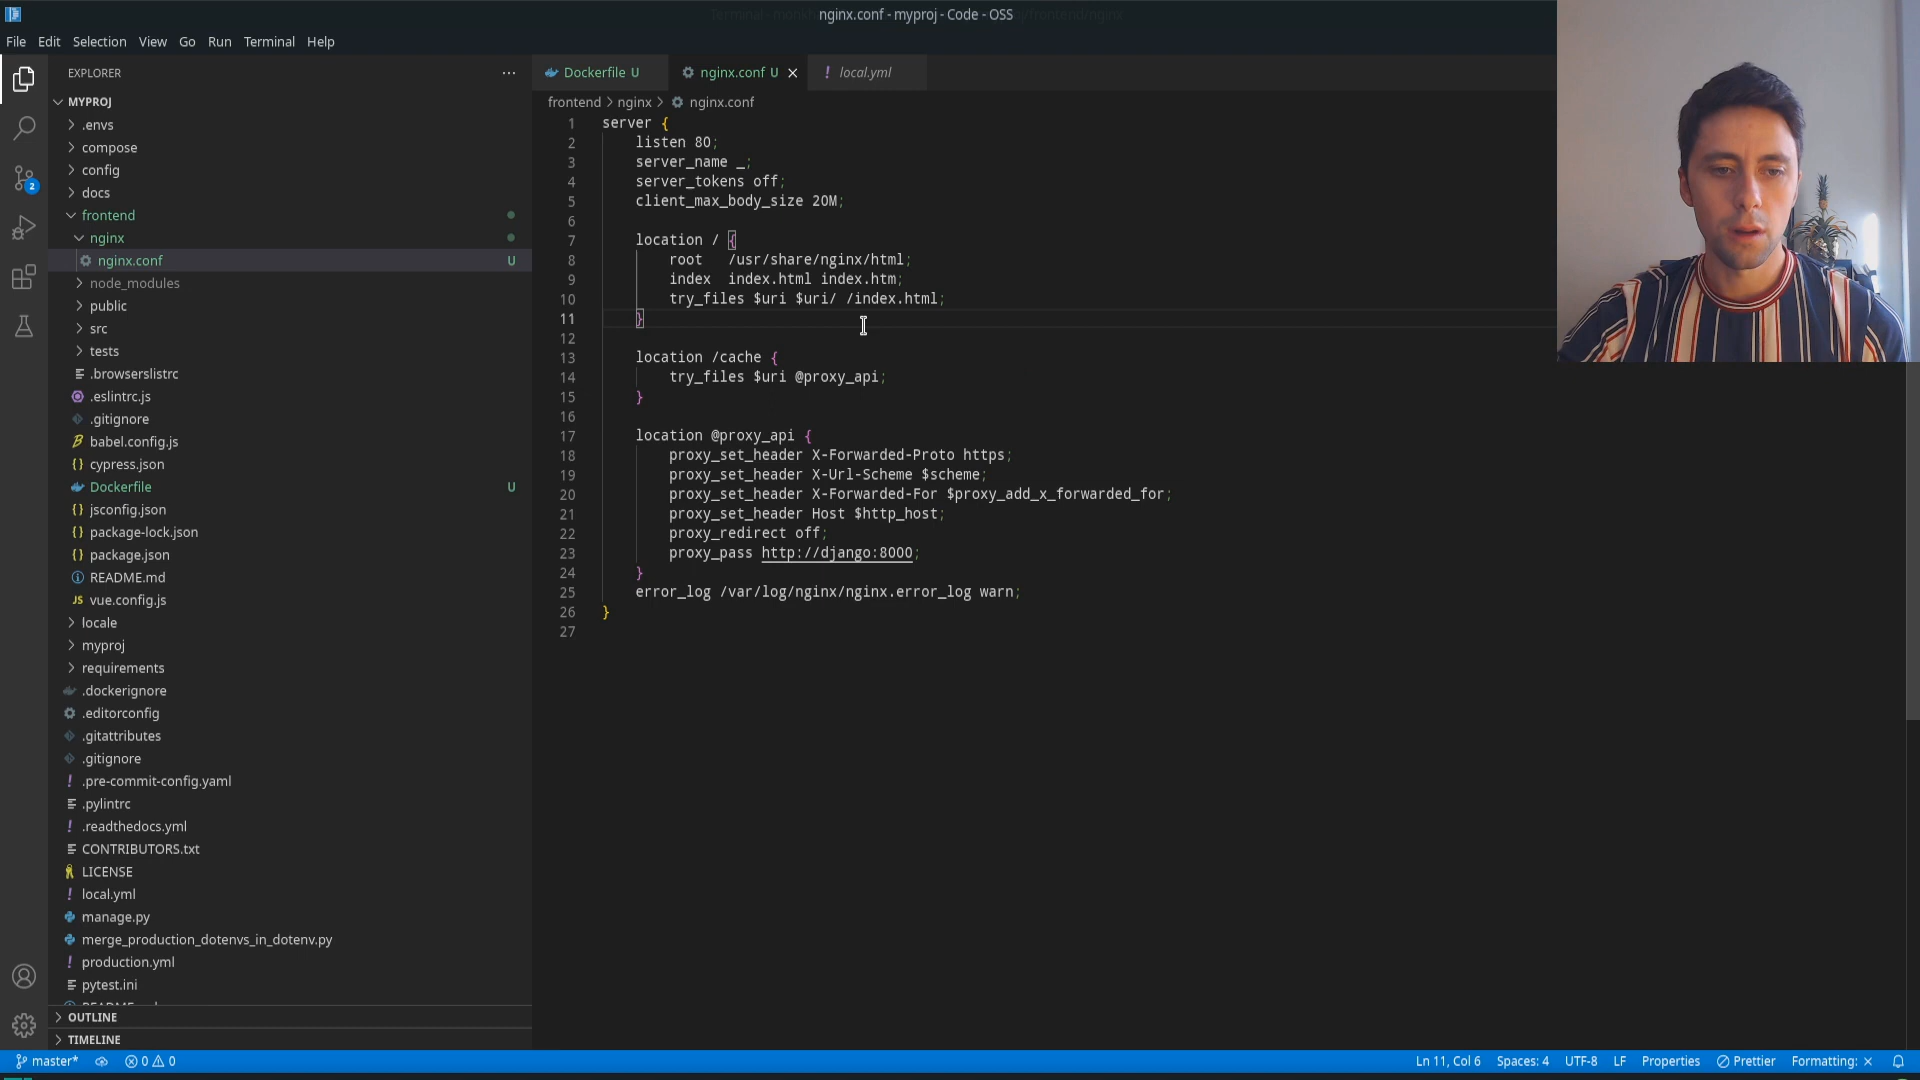 nginx.conf - myproj - Code - OSS
File Edit Selection View Go Run Terminal Help
EXPLORER
MYPROJ
.envs
compose
config
docs
frontend
nginx
nginx.conf U
node_modules
public
src
tests
.browserslistrc
.eslintrc.js
.gitignore
babel.config.js
cypress.json
Dockerfile U
jsconfig.json
package-lock.json
package.json
README.md
vue.config.js
locale
myproj
requirements
.dockerignore
.editorconfig
.gitattributes
.gitignore
.pre-commit-config.yaml
.pylintrc
.readthedocs.yml
CONTRIBUTORS.txt
LICENSE
local.yml
manage.py
merge_production_dotenvs_in_dotenv.py
production.yml
pytest.ini
OUTLINE
TIMELINE
Dockerfile U nginx.conf U local.yml
frontend > nginx > nginx.conf
1 server {
2 listen 80;
3 server_name _;
4 server_tokens off;
5 client_max_body_size 20M;
6
7 location / {
8 root /usr/share/nginx/html;
9 index index.html index.htm;
10 try_files $uri $uri/ /index.html;
11 }
12
13 location /cache {
14 try_files $uri @proxy_api;
15 }
16
17 location @proxy_api {
18 proxy_set_header X-Forwarded-Proto https;
19 proxy_set_header X-Url-Scheme $scheme;
20 proxy_set_header X-Forwarded-For $proxy_add_x_forwarded_for;
21 proxy_set_header Host $http_host;
22 proxy_redirect off;
23 proxy_pass http://django:8000;
24 }
25 error_log /var/log/nginx/nginx.error_log warn;
26 }
27
2
master* 0 0 Ln 11, Col 6 Spaces: 4 UTF-8 LF Properties Prettier Formatting: ×